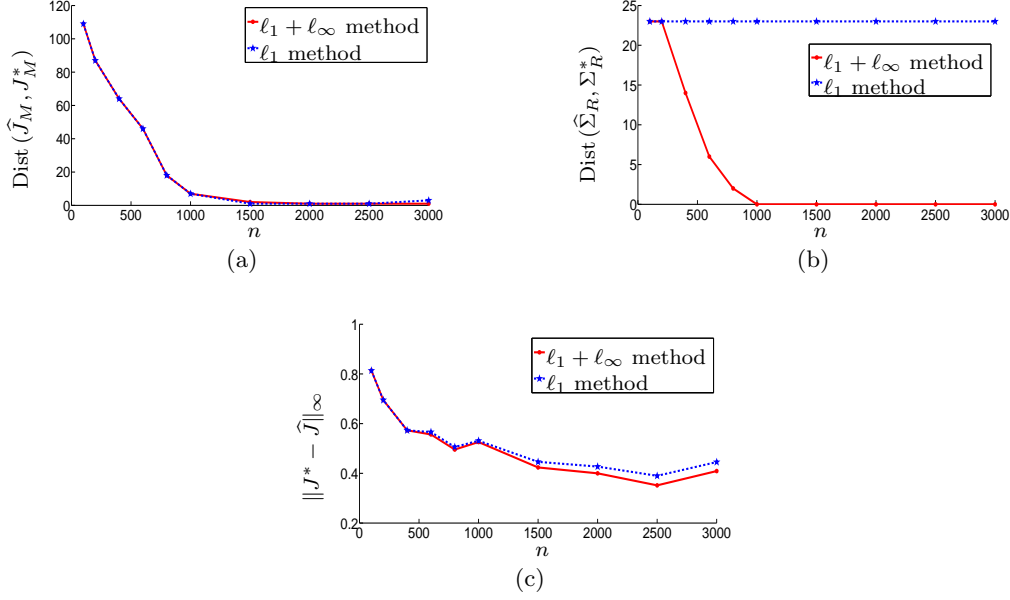 Dist (Ĵ_M, J*_M)
120
100
80
60
40
20
0
0 500 1000 1500 2000 2500 3000
n
ℓ₁ + ℓ∞ method
ℓ₁ method
(a)
Dist (Σ̂_R, Σ*_R)
25
20
15
10
5
0
0 500 1000 1500 2000 2500 3000
n
ℓ₁ + ℓ∞ method
ℓ₁ method
(b)
‖J* − Ĵ‖∞
1
0.8
0.6
0.4
0.2
0 500 1000 1500 2000 2500 3000
n
ℓ₁ + ℓ∞ method
ℓ₁ method
(c)